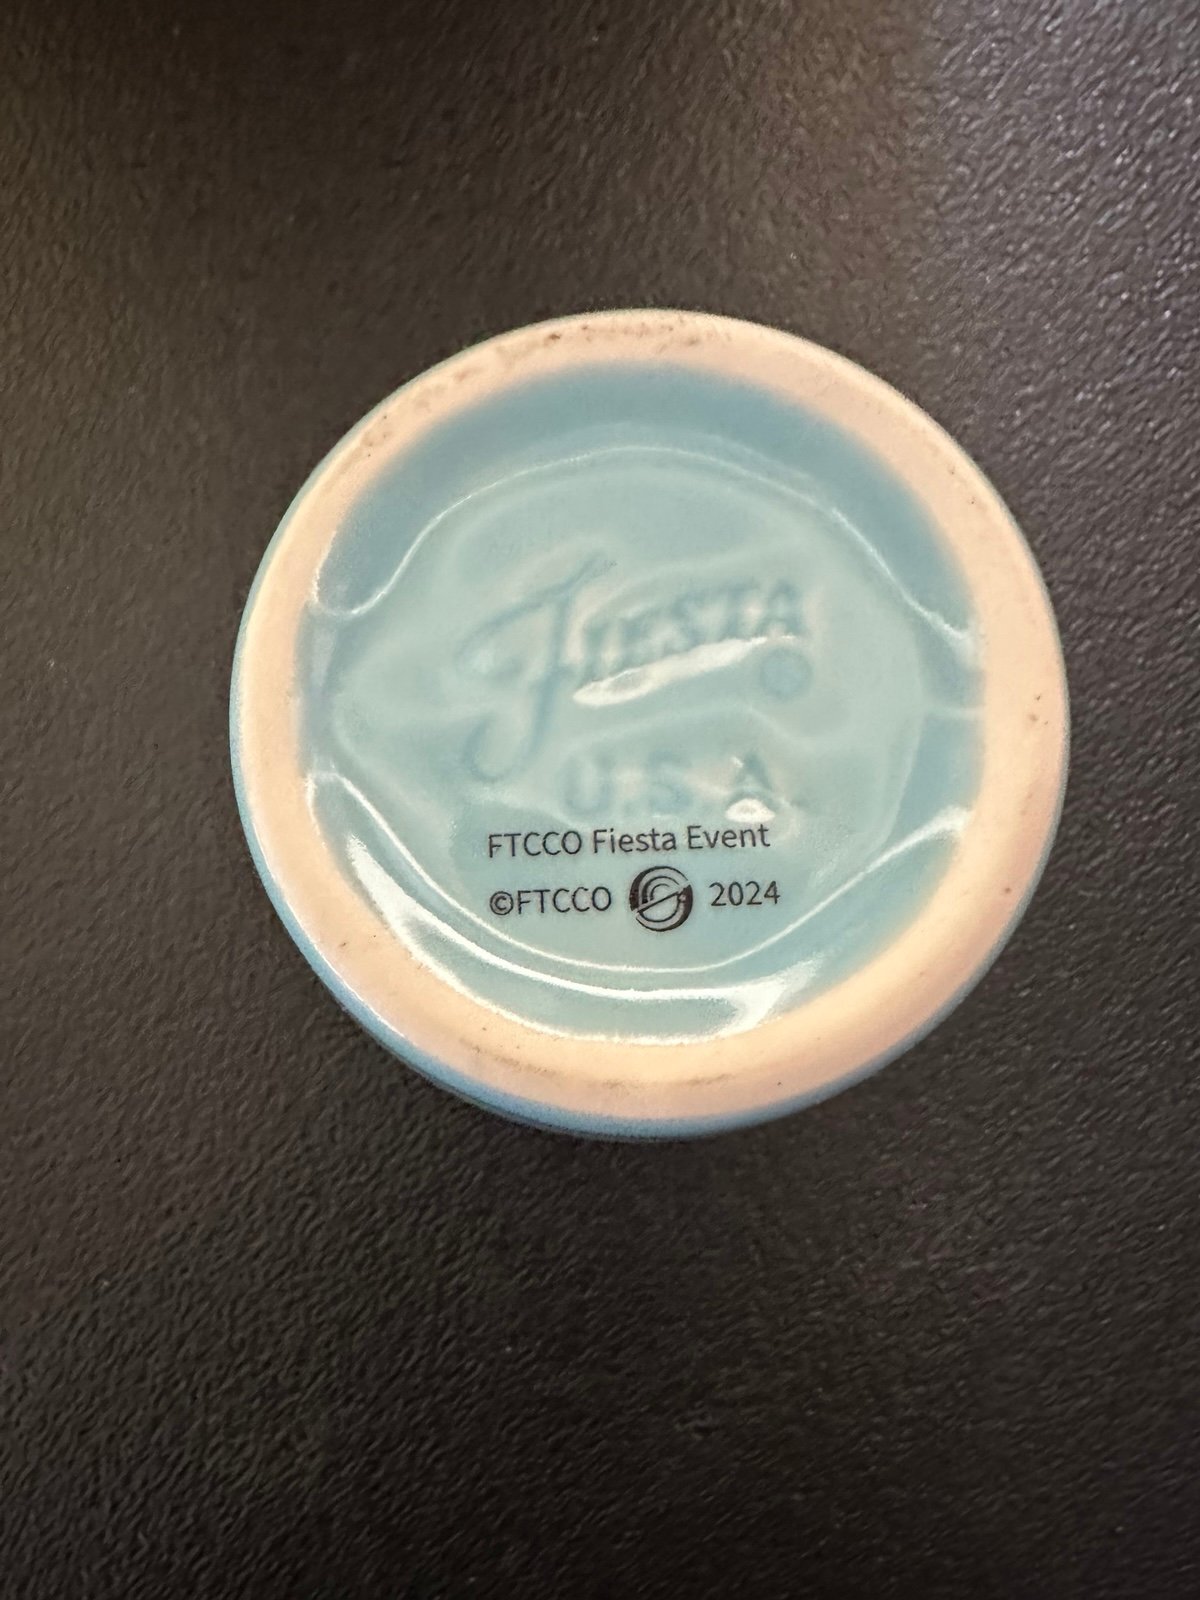 FIESTA
U.S.A.
FTCCO Fiesta Event
©FTCCO 2024